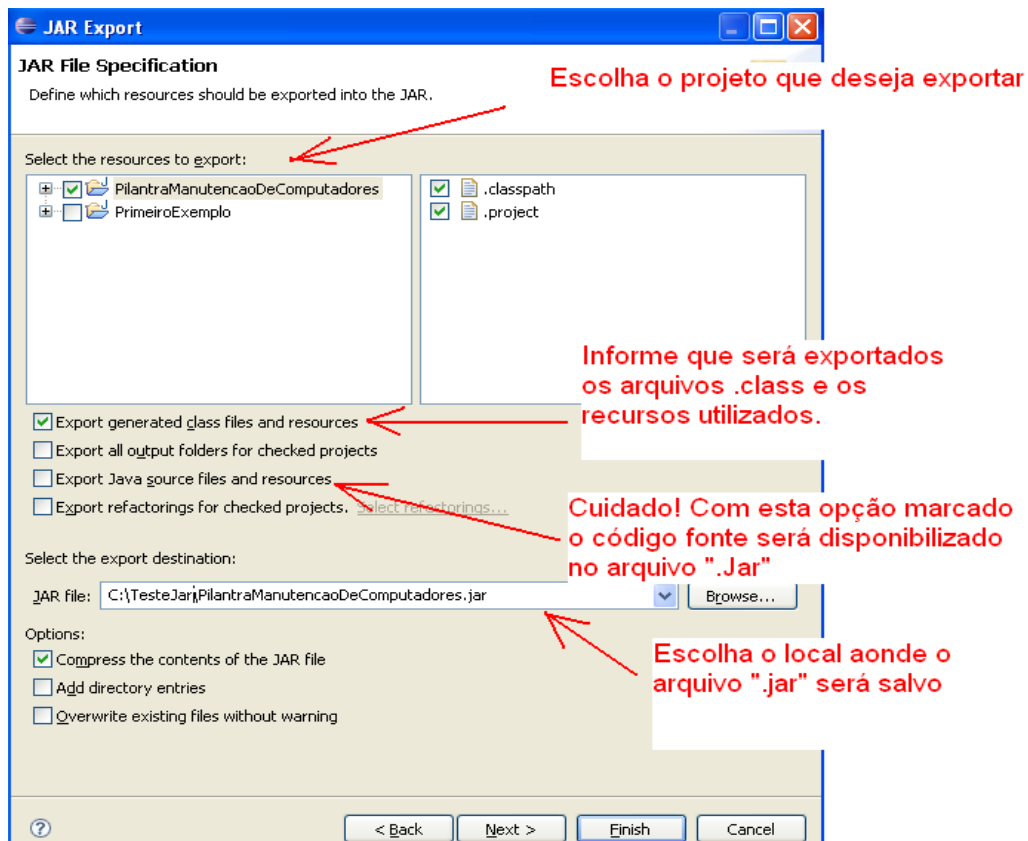 JAR Export
JAR File Specification
Define which resources should be exported into the JAR.
Escolha o projeto que deseja exportar
Select the resources to export:
PilantraManutencaoDeComputadores
PrimeiroExemplo
.classpath
.project
Informe que será exportados
os arquivos .class e os
recursos utilizados.
Export generated class files and resources
Export all output folders for checked projects
Export Java source files and resources
Export refactorings for checked projects. Select refactorings...
Cuidado! Com esta opção marcado
o código fonte será disponibilizado
no arquivo ".Jar"
Select the export destination:
JAR file: C:\TesteJar\PilantraManutencaoDeComputadores.jar Browse...
Options:
Compress the contents of the JAR file
Add directory entries
Overwrite existing files without warning
Escolha o local aonde o
arquivo ".jar" será salvo
? < Back Next > Finish Cancel